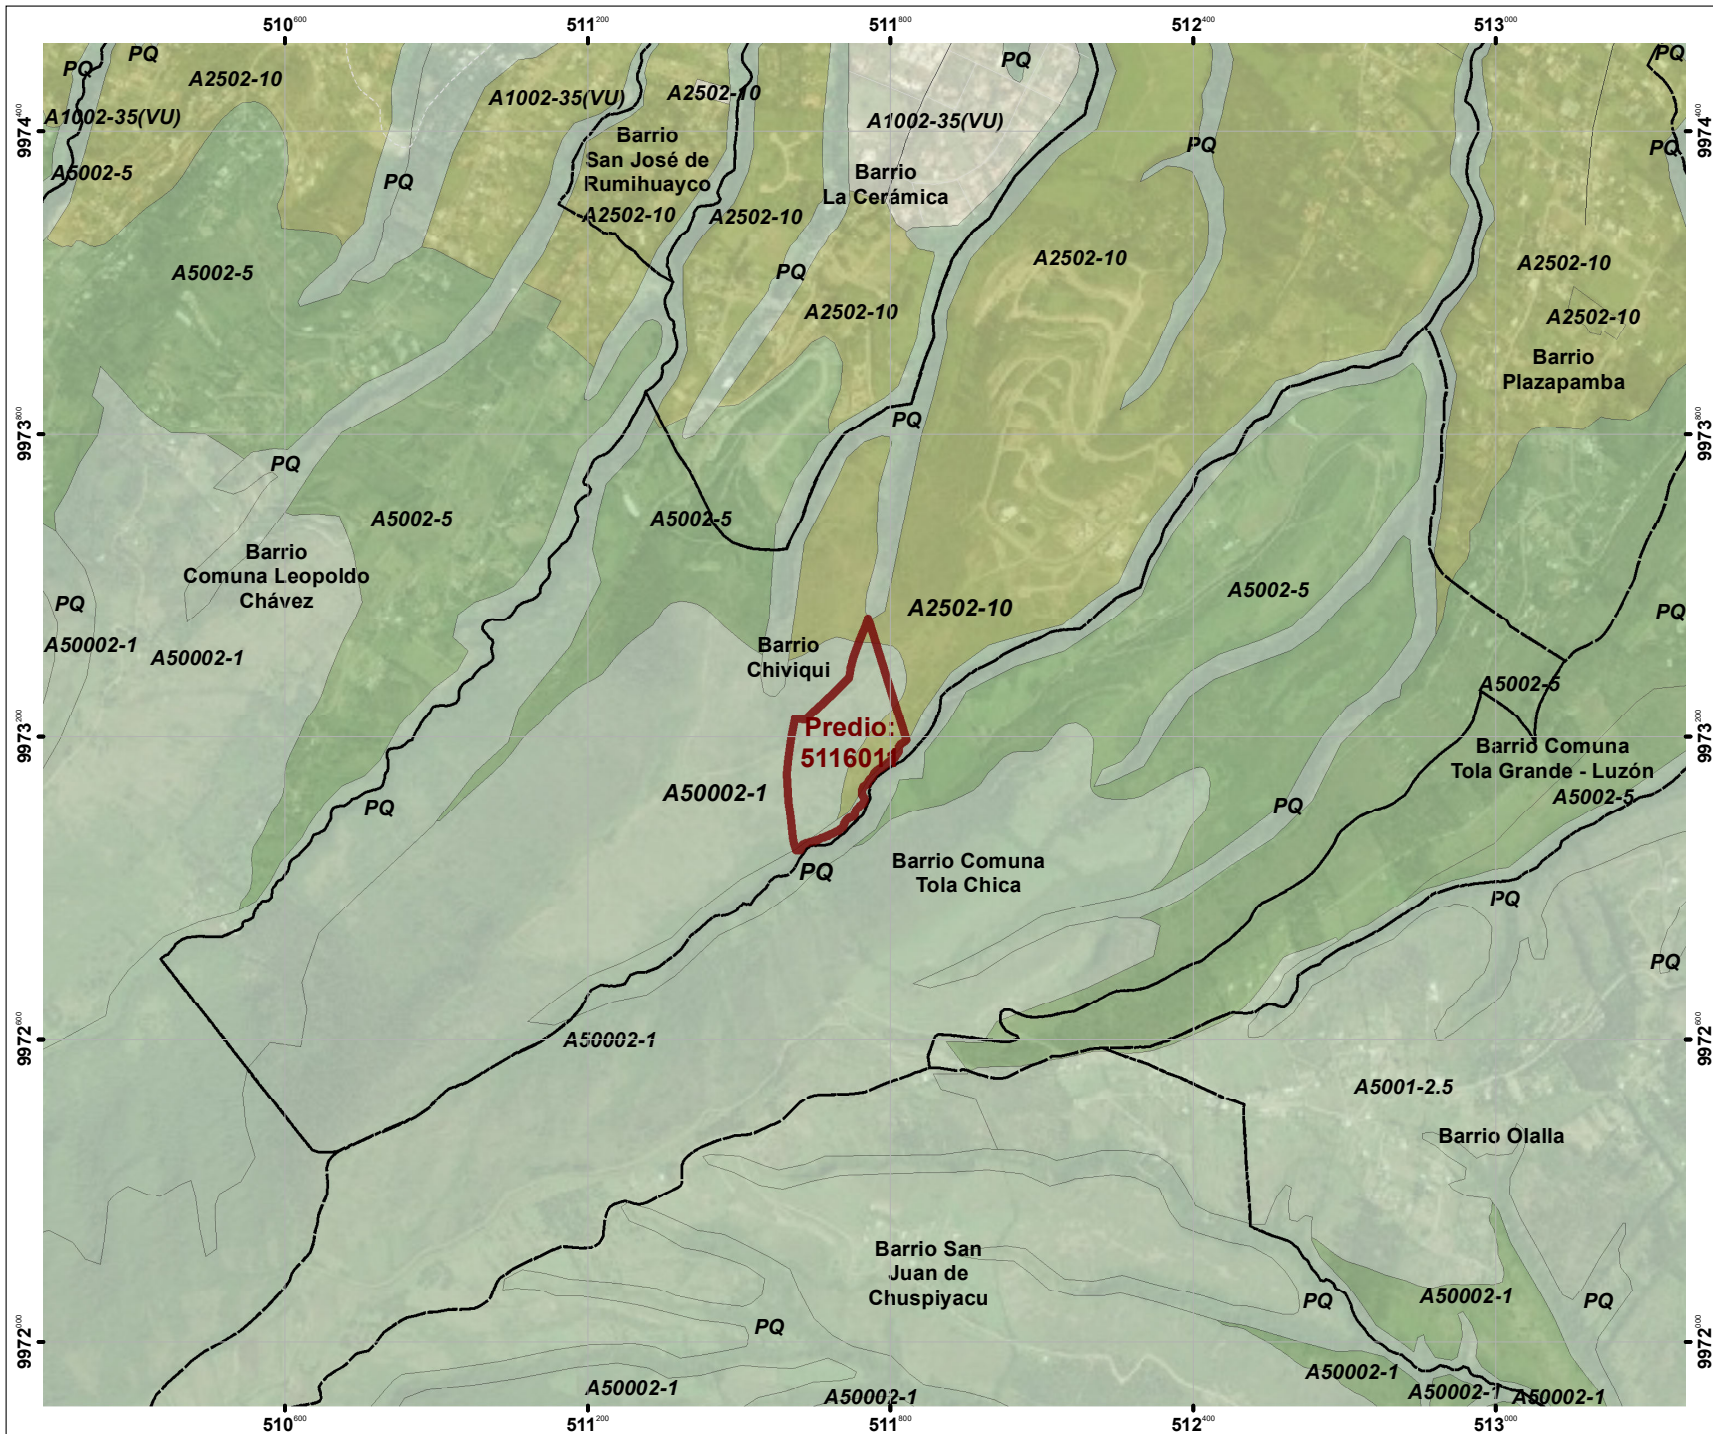 510600
511200
511800
512400
513000
PQ
PQ
PQ
PQ
A2502-10
A1002-35(VU)
A2502-10
A1002-35(VU)
A1002-35(VU)
9974400
9974400
Barrio
San José de
Rumihuayco
PQ
PQ
A5002-5
PQ
Barrio
La Cerámica
A2502-10
A2502-10
A5002-5
PQ
A2502-10
A2502-10
A2502-10
A2502-10
Barrio
Plazapamba
9973800
PQ
9973800
PQ
A5002-5
A5002-5
Barrio
Comuna Leopoldo
Chávez
A5002-5
PQ
A2502-10
PQ
A50002-1
A50002-1
Barrio
Chiviqui
A5002-5
9973200
Predio:
5116011
9973200
Barrio Comuna
Tola Grande - Luzón
A50002-1
A5002-5
PQ
PQ
Barrio Comuna
Tola Chica
PQ
PQ
PQ
9972600
A50002-1
9972600
A5001-2.5
Barrio Olalla
Barrio San
Juan de
Chuspiyacu
A50002-1
PQ
PQ
PQ
9972000
9972000
A50002-1
A50002-1
A50002-1
A50002-1
A50002-1
510600
511200
511800
512400
513000